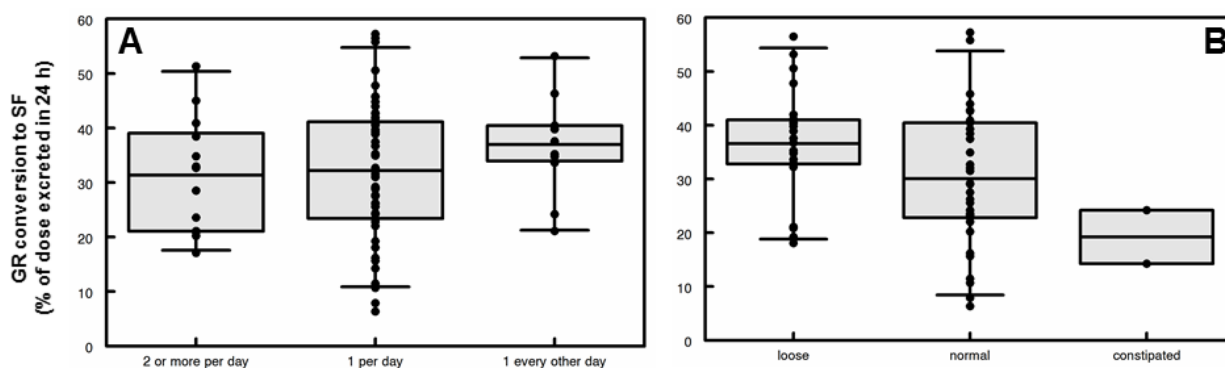 A
B
GR conversion to SF
(% of dose excreted in 24 h)
60
50
40
30
20
10
0
2 or more per day
1 per day
1 every other day
60
50
40
30
20
10
0
loose
normal
constipated